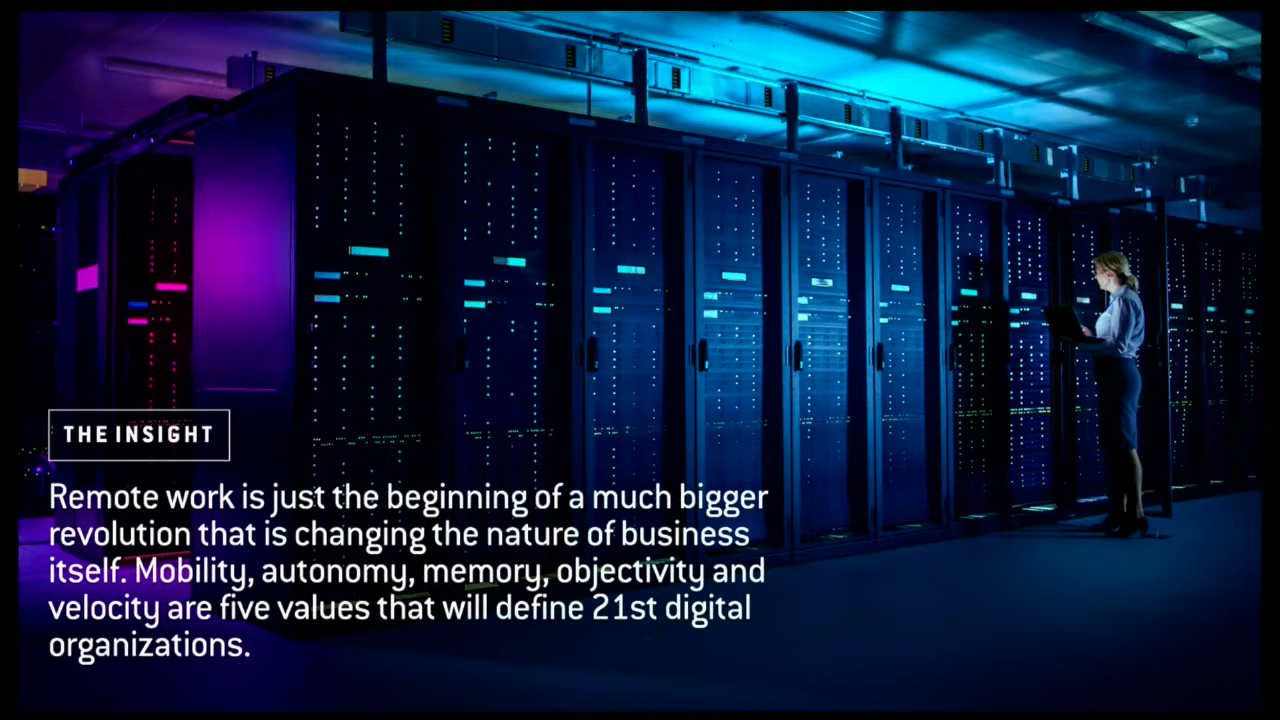 THE INSIGHT
Remote work is just the beginning of a much bigger
revolution that is changing the nature of business
itself. Mobility, autonomy, memory, objectivity and
velocity are five values that will define 21st digital
organizations.